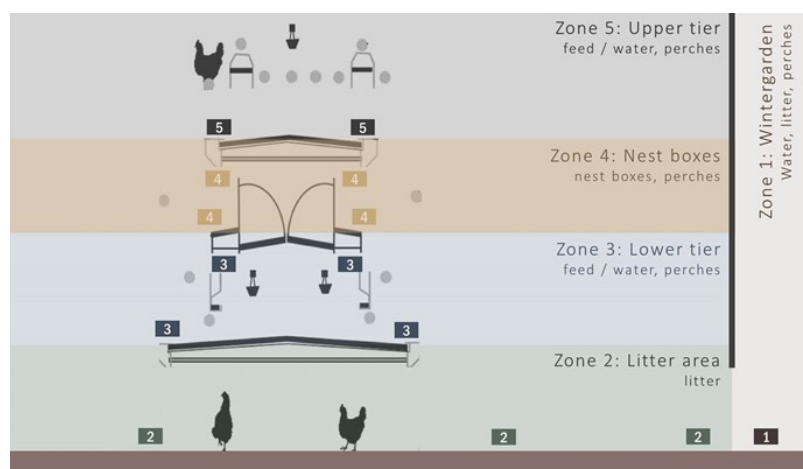 Zone 5: Upper tier
feed / water, perches
5 5
Zone 4: Nest boxes
nest boxes, perches
4 4
4 4
Zone 3: Lower tier
feed / water, perches
3 3
3 3
Zone 2: Litter area
litter
2 2 2 1
Zone 1: Wintergarden
Water, litter, perches